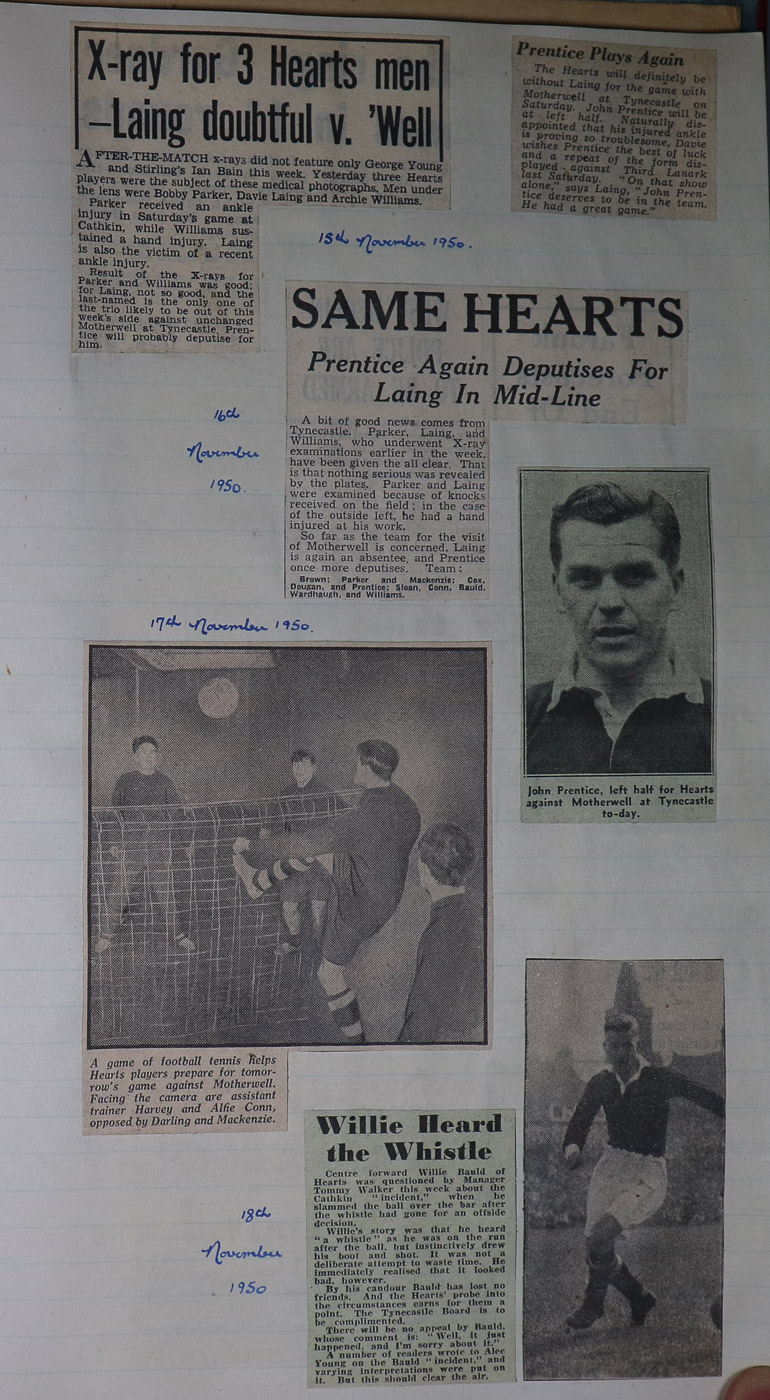 X-ray for 3 Hearts men
—Laing doubtful v. 'Well
AFTER-THE-MATCH x-rays did not feature only George Young
and Stirling's Ian Bain this week. Yesterday three Hearts
players were the subject of these medical photographs. Men under
the lens were Bobby Parker, Davie Laing and Archie Williams.
Parker received an ankle
injury in Saturday's game at
Cathkin, while Williams sus-
tained a hand injury. Laing
is also the victim of a recent
ankle injury.
Result of the X-rays for
Parker and Williams was good;
for Laing, not so good, and the
last-named is the only one of
the trio likely to be out of this
week's side against unchanged
Motherwell at Tynecastle. Pren-
tice will probably deputise for
him.
Prentice Plays Again
The Hearts will definitely be
without Laing for the game with
Motherwell at Tynecastle on
Saturday. John Prentice will be
at left half. Naturally dis-
appointed that his injured ankle
is proving so troublesome, Davie
wishes Prentice the best of luck
and a repeat of the form dis-
played against Third Lanark
last Saturday. "On that show
alone," says Laing, "John Pren-
tice deserves to be in the team.
He had a great game."
15th November 1950.
SAME HEARTS
Prentice Again Deputises For
Laing In Mid-Line
A bit of good news comes from
Tynecastle. Parker, Laing, and
Williams, who underwent X-ray
examinations earlier in the week,
have been given the all clear. That
is that nothing serious was revealed
by the plates. Parker and Laing
were examined because of knocks
received on the field; in the case
of the outside left, he had a hand
injured at his work.
So far as the team for the visit
of Motherwell is concerned, Laing
is again an absentee, and Prentice
once more deputises. Team:
Brown; Parker and Mackenzie; Cox,
Dougan, and Prentice; Sloan, Conn, Bauld,
Wardhaugh, and Williams.
16th
November
1950.
John Prentice, left half for Hearts
against Motherwell at Tynecastle
to-day.
17th November 1950.
A game of football tennis helps
Hearts players prepare for tomor-
row's game against Motherwell.
Facing the camera are assistant
trainer Harvey and Alfie Conn,
opposed by Darling and Mackenzie.
Willie Heard
the Whistle
Centre forward Willie Bauld of
Hearts was questioned by Manager
Tommy Walker this week about the
Cathkin "incident," when he
slammed the ball over the bar after
the whistle had gone for an offside
decision.
Willie's story was that he heard
"a whistle" as he was on the run
after the ball, but instinctively drew
his boot and shot. It was not a
deliberate attempt to waste time. He
immediately realised that it looked
bad, however.
By his candour Bauld has lost no
friends. And the Hearts' probe into
the circumstances earns for them a
point. The Tynecastle Board is to
be complimented.
There will be no appeal by Bauld,
whose comment is: "Well, it just
happened, and I'm sorry about it."
A number of readers wrote to Alec
Young on the Bauld "incident," and
varying interpretations were put on
it. But this should clear the air.
18th
November
1950